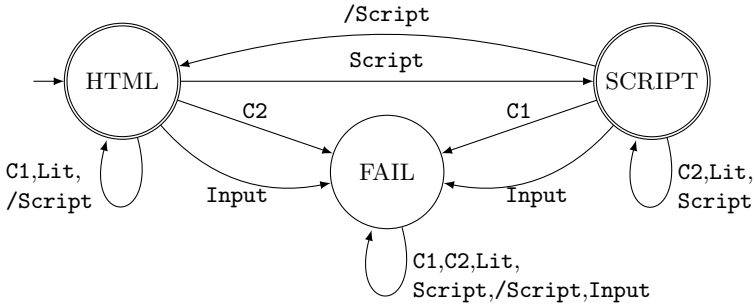 /Script
Script
HTML
SCRIPT
C2
C1
FAIL
C1,Lit,
/Script
Input
Input
C2,Lit,
Script
C1,C2,Lit,
Script,/Script,Input